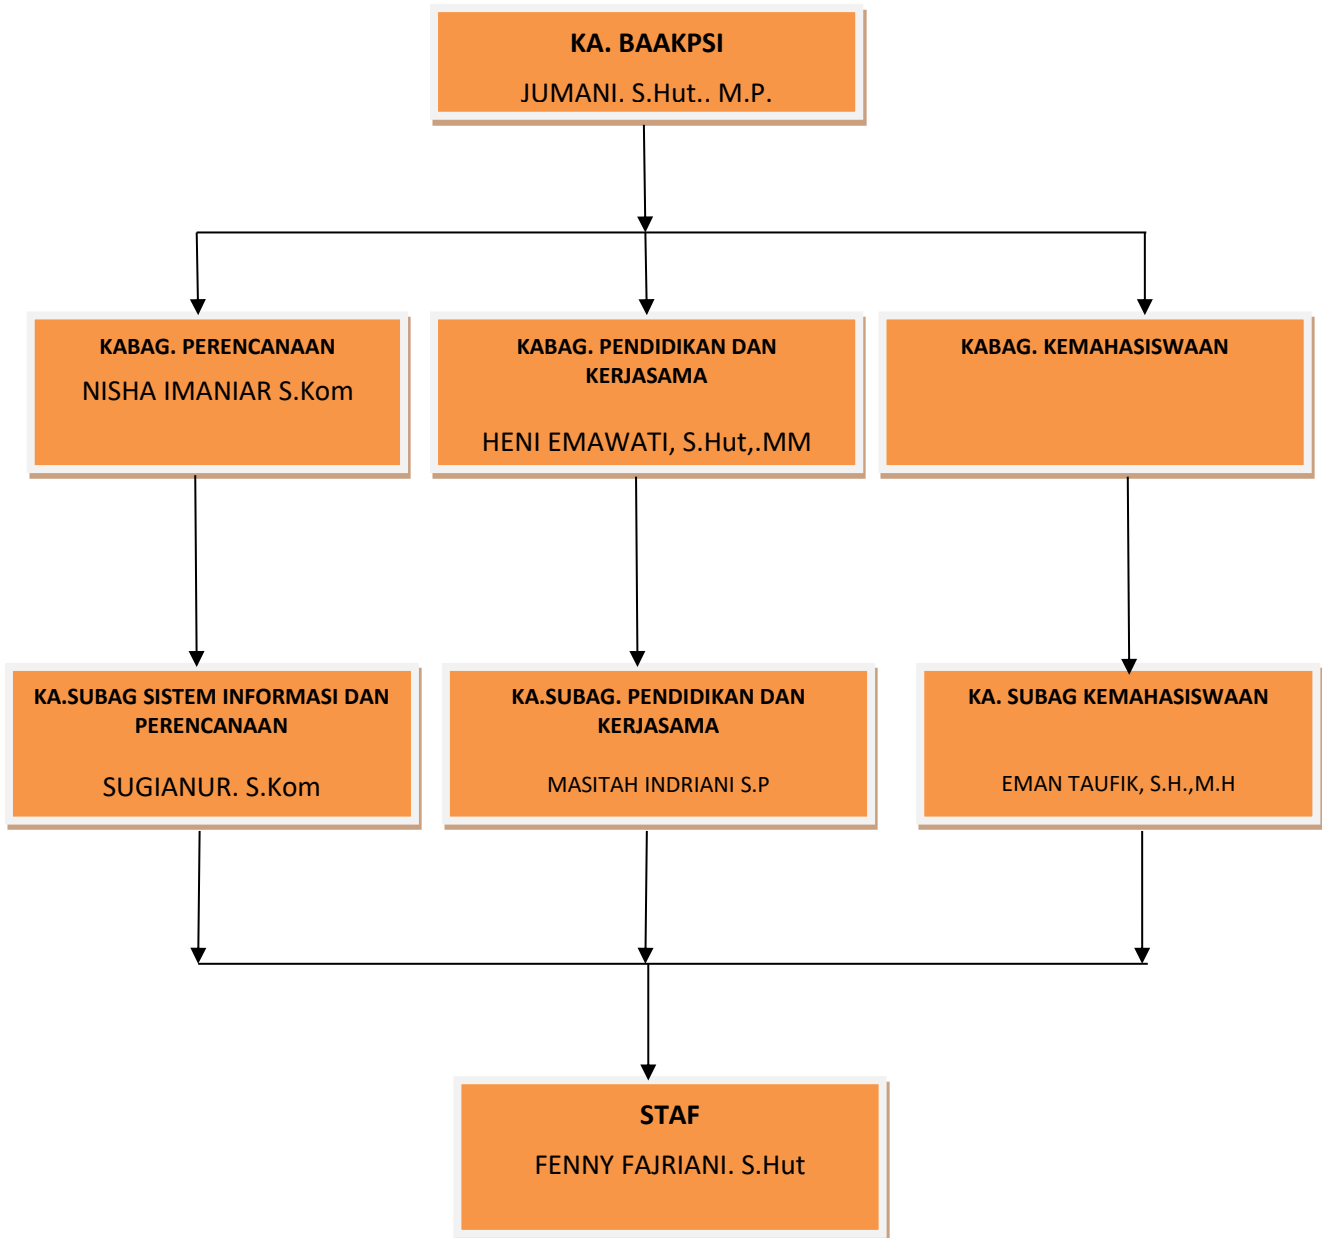 KA. BAAKPSI
JUMANI. S.Hut.. M.P.
KABAG. PERENCANAAN
NISHA IMANIAR S.Kom
KABAG. PENDIDIKAN DAN
KERJASAMA
HENI EMAWATI, S.Hut,.MM
KABAG. KEMAHASISWAAN
KA.SUBAG SISTEM INFORMASI DAN
PERENCANAAN
SUGIANUR. S.Kom
KA.SUBAG. PENDIDIKAN DAN
KERJASAMA
MASITAH INDRIANI S.P
KA. SUBAG KEMAHASISWAAN
EMAN TAUFIK, S.H.,M.H
STAF
FENNY FAJRIANI. S.Hut